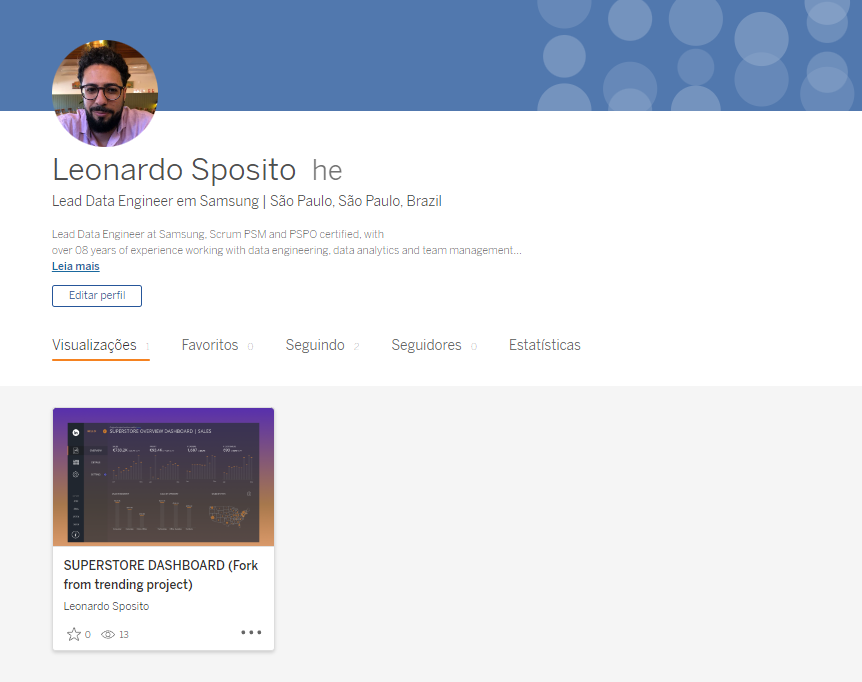 Leonardo Sposito he
Lead Data Engineer em Samsung | São Paulo, São Paulo, Brazil
Lead Data Engineer at Samsung, Scrum PSM and PSPO certified, with
over 08 years of experience working with data engineering, data analytics and team management...
Leia mais
Editar perfil
Visualizações 1 Favoritos 0 Seguindo 2 Seguidores 0 Estatísticas
SUPERSTORE OVERVIEW DASHBOARD | SALES
SUPERSTORE DASHBOARD (Fork
from trending project)
Leonardo Sposito
0 13